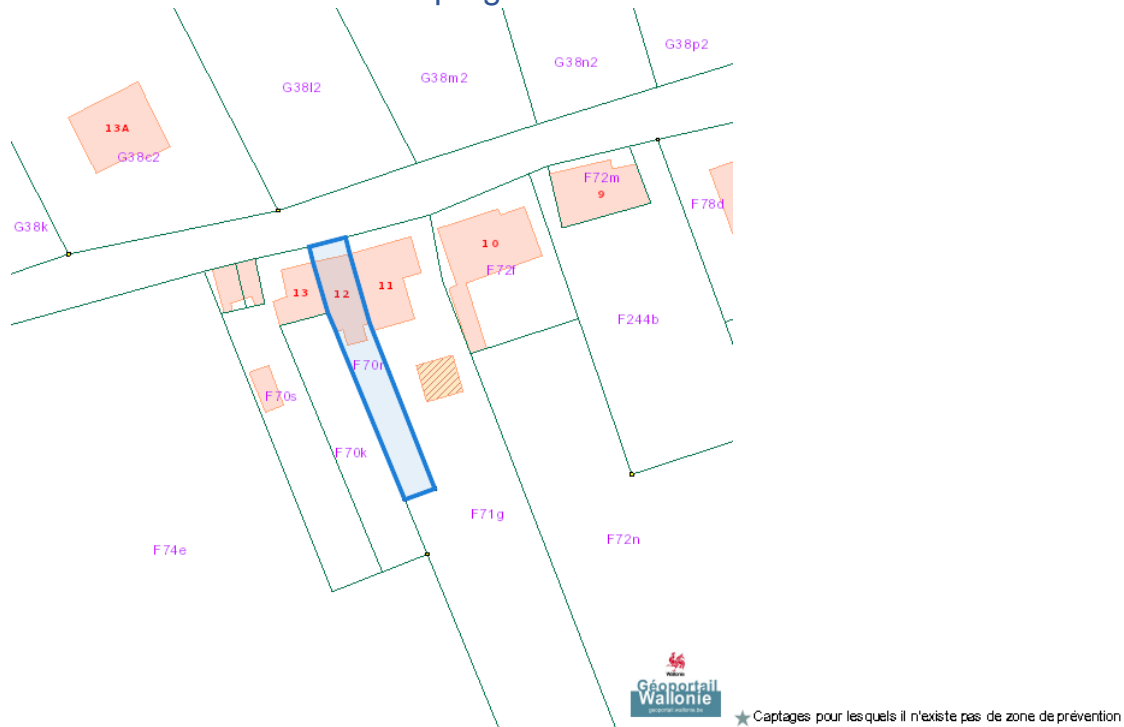 G38p2
G38n2
G38m2
G38l2
13A
G38c2
F72m
9
F78d
G38k
10
F72f
13
12
11
F244b
F70r
F70s
F70k
F71g
F74e
F72n
Wallonie
Géoportail
Wallonie
geoportail.wallonie.be
Captages pour lesquels il n'existe pas de zone de prévention